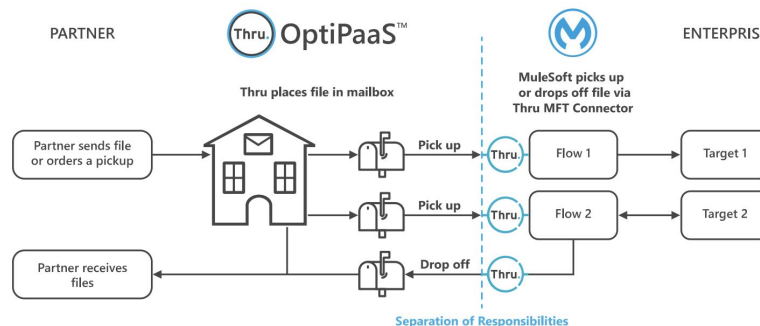 PARTNER
Thru. OptiPaaS™
ENTERPRIS
Thru places file in mailbox
MuleSoft picks up
or drops off file via
Thru MFT Connector
Partner sends file
or orders a pickup
Pick up
Thru.
Flow 1
Target 1
Pick up
Thru.
Flow 2
Target 2
Partner receives
files
Drop off
Thru.
Separation of Responsibilities